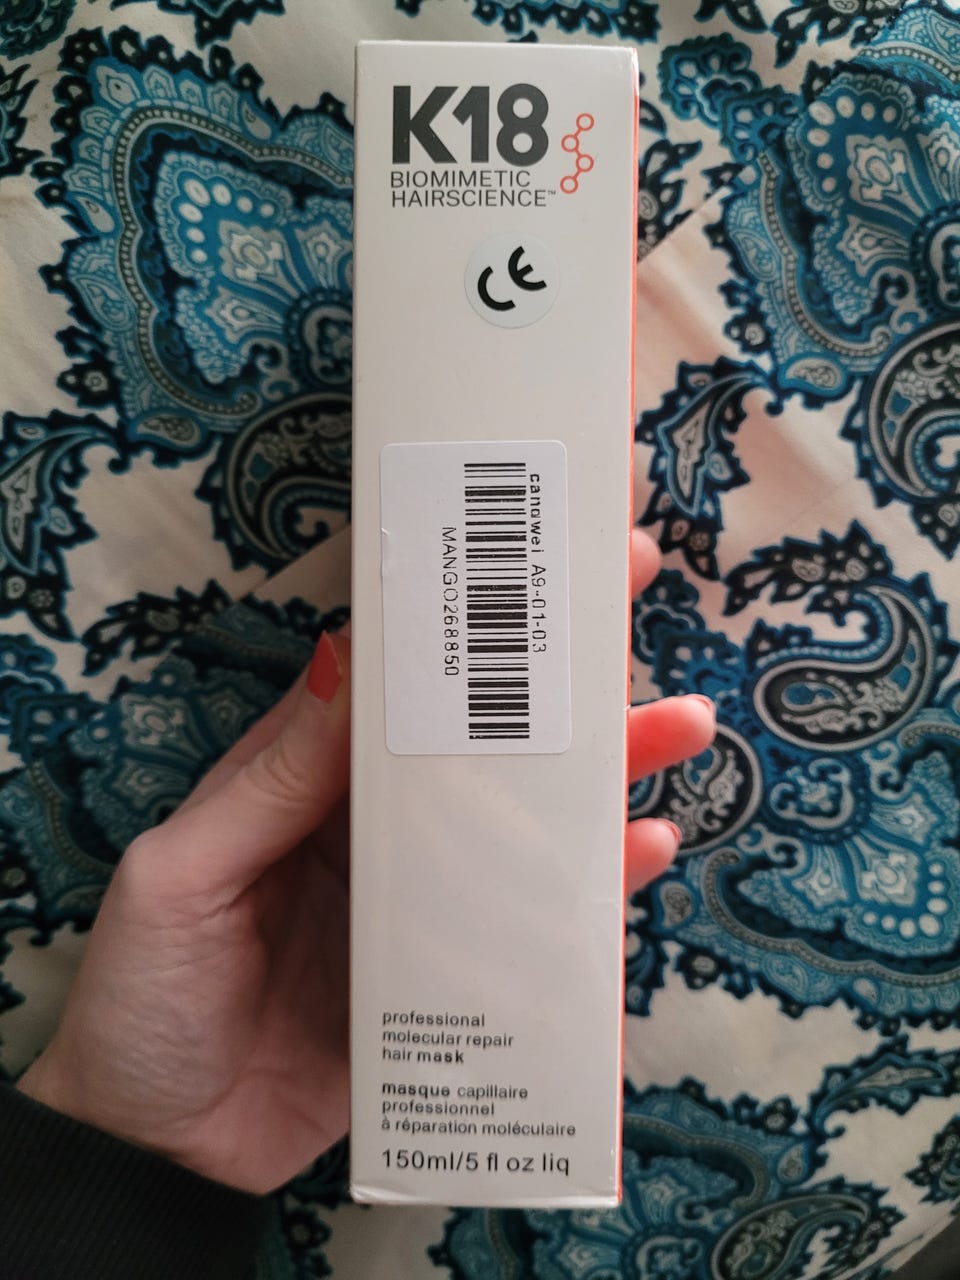 K18
BIOMIMETIC
HAIRSCIENCE™
CE
cangwei A9-01-03
MANGO268850
professional
molecular repair
hair mask
masque capillaire
professionnel
à réparation moléculaire
150ml/5 fl oz liq